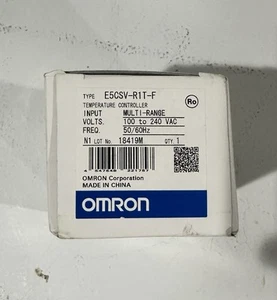 TYPE E5CSV-R1T-F
TEMPERATURE CONTROLLER
INPUT MULTI-RANGE
VOLTS. 100 to 240 VAC
FREQ. 50/60Hz
N1 LOT No. 18419M QTY. 1
OMRON Corporation
MADE IN CHINA
Ro
OMRON